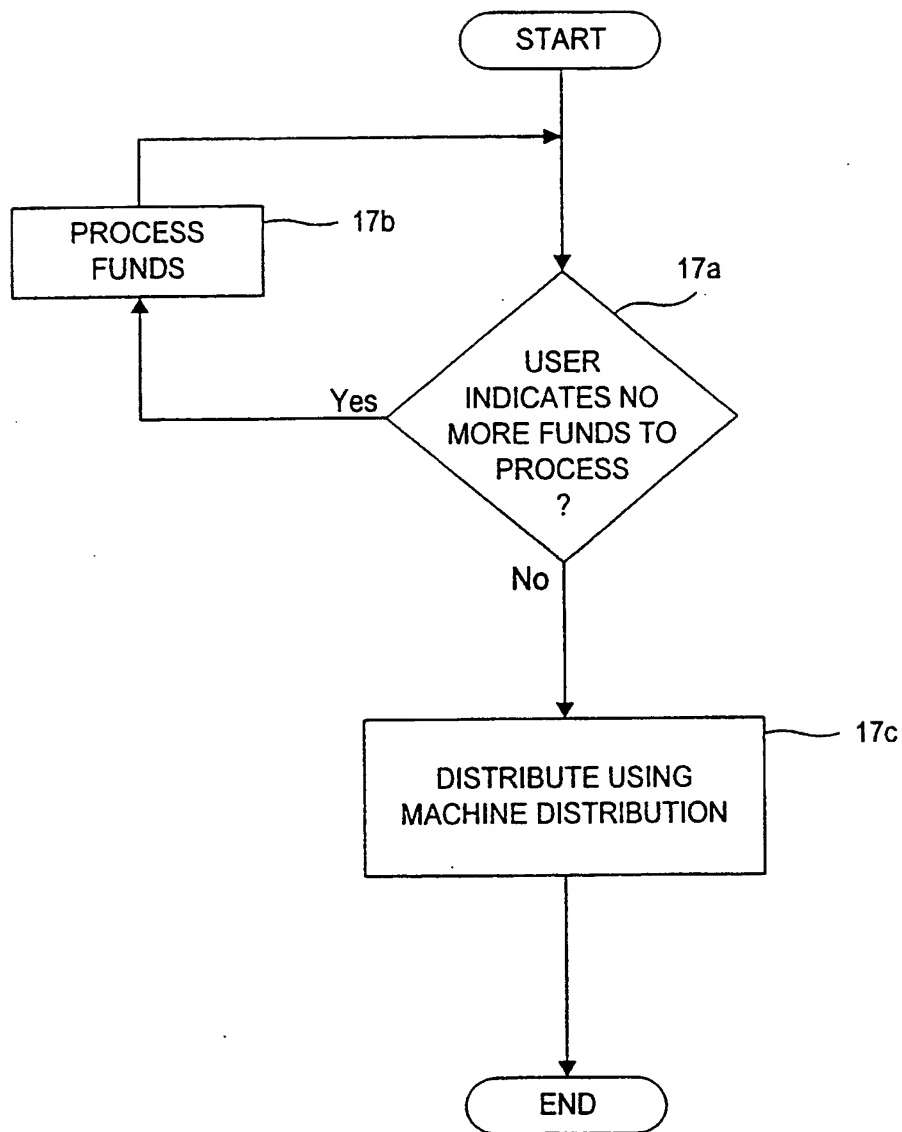 START
PROCESS
FUNDS
17b
17a
USER
INDICATES NO
MORE FUNDS TO
PROCESS
?
Yes
No
17c
DISTRIBUTE USING
MACHINE DISTRIBUTION
END